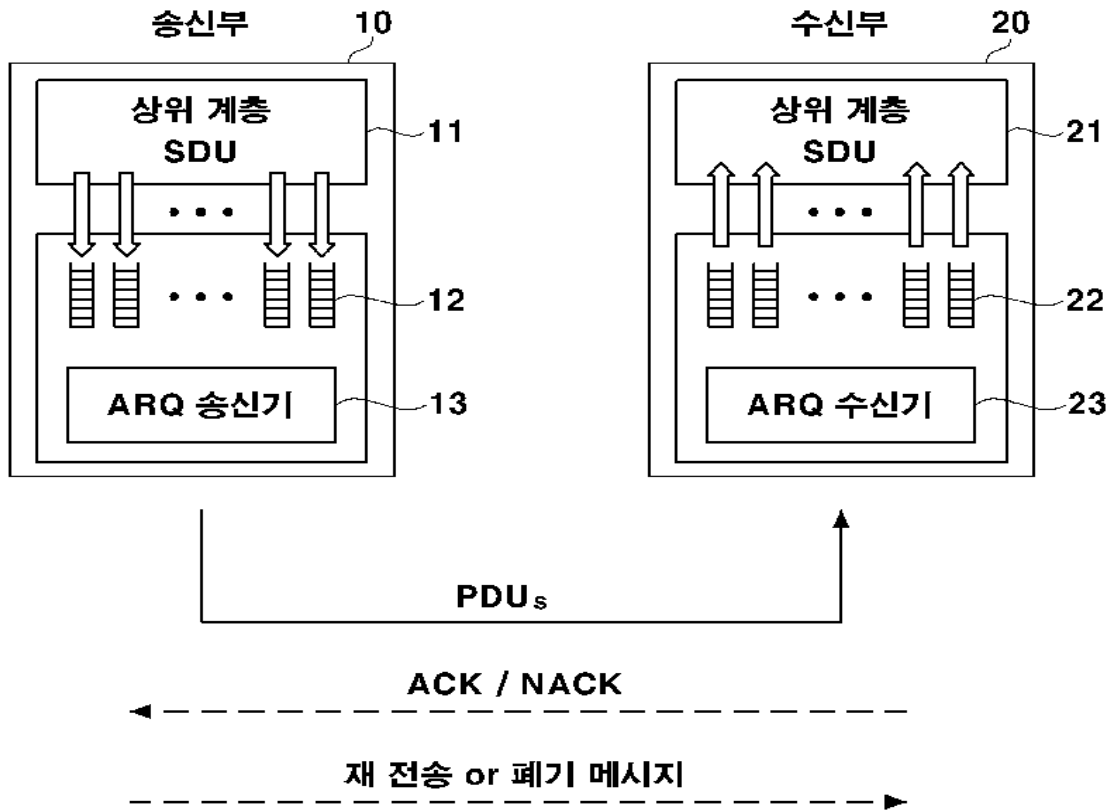 송신부
10
상위 계층
SDU
11
12
ARQ 송신기
13
수신부
20
상위 계층
SDU
21
22
ARQ 수신기
23
PDUs
ACK / NACK
재 전송 or 폐기 메시지